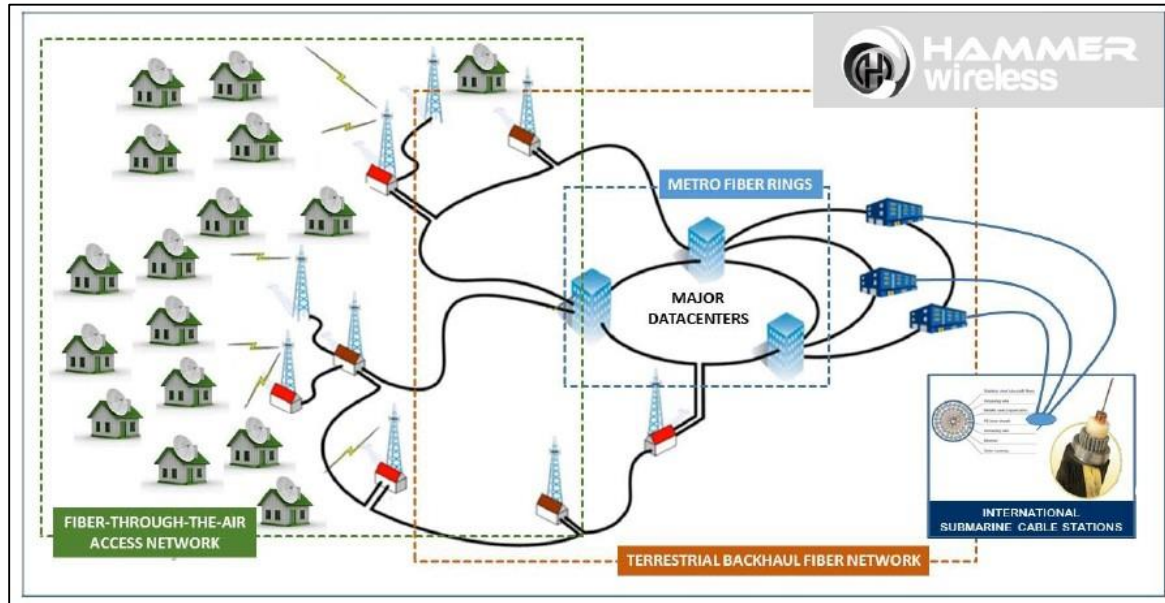 HAMMER
wireless
METRO FIBER RINGS
MAJOR
DATACENTERS
INTERNATIONAL
SUBMARINE CABLE STATIONS
FIBER-THROUGH-THE-AIR
ACCESS NETWORK
TERRESTRIAL BACKHAUL FIBER NETWORK